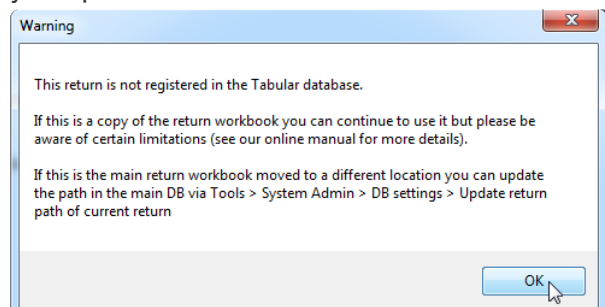 Warning
This return is not registered in the Tabular database.
If this is a copy of the return workbook you can continue to use it but please be
aware of certain limitations (see our online manual for more details).
If this is the main return workbook moved to a different location you can update
the path in the main DB via Tools > System Admin > DB settings > Update return
path of current return
OK